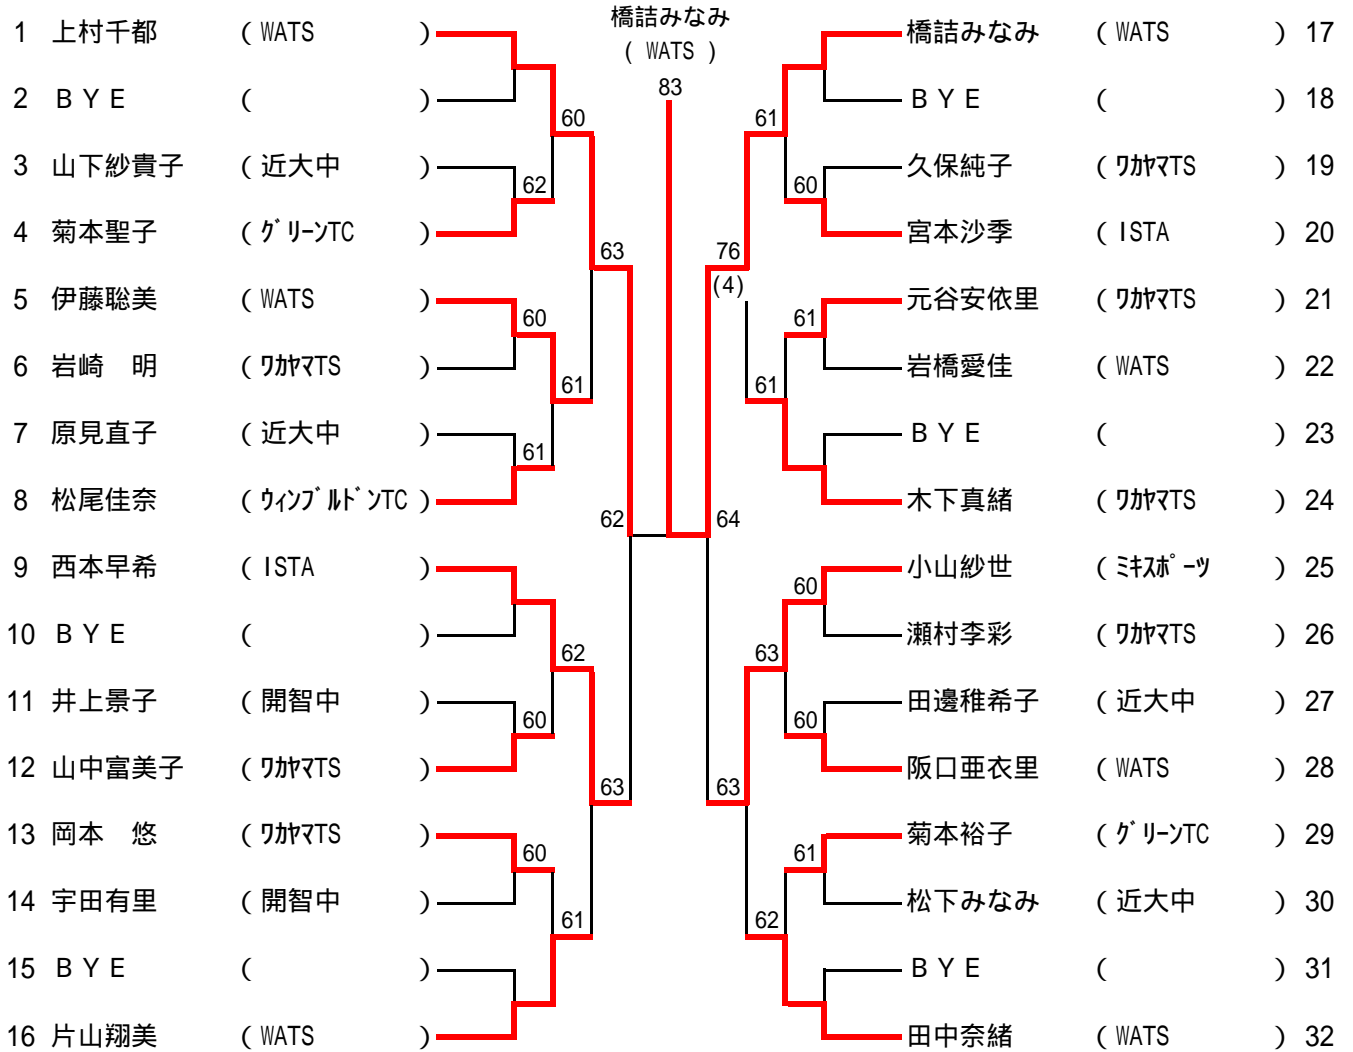 橋詰みなみ
( WATS )
83
1 上村千都 ( WATS )
2 ＢＹＥ ( )
60
3 山下紗貴子 ( 近大中 )
62
4 菊本聖子 ( ｸﾞﾘｰﾝTC )
63
5 伊藤聡美 ( WATS )
60
6 岩崎　明 ( ﾜｶﾔﾏTS )
61
7 原見直子 ( 近大中 )
61
8 松尾佳奈 ( ｳｨﾝﾌﾞﾙﾄﾞﾝTC )
62
9 西本早希 ( ISTA )
10 ＢＹＥ ( )
62
11 井上景子 ( 開智中 )
60
12 山中富美子 ( ﾜｶﾔﾏTS )
63
13 岡本　悠 ( ﾜｶﾔﾏTS )
60
14 宇田有里 ( 開智中 )
61
15 ＢＹＥ ( )
16 片山翔美 ( WATS )
橋詰みなみ ( WATS ) 17
ＢＹＥ ( ) 18
61
久保純子 ( ﾜｶﾔﾏTS ) 19
60
宮本沙季 ( ISTA ) 20
76
(4)
元谷安依里 ( ﾜｶﾔﾏTS ) 21
61
岩橋愛佳 ( WATS ) 22
61
ＢＹＥ ( ) 23
木下真緒 ( ﾜｶﾔﾏTS ) 24
64
小山紗世 ( ﾐｷｽﾎﾟｰﾂ ) 25
60
瀬村李彩 ( ﾜｶﾔﾏTS ) 26
63
田邊稚希子 ( 近大中 ) 27
60
阪口亜衣里 ( WATS ) 28
63
菊本裕子 ( ｸﾞﾘｰﾝTC ) 29
61
松下みなみ ( 近大中 ) 30
62
ＢＹＥ ( ) 31
田中奈緒 ( WATS ) 32